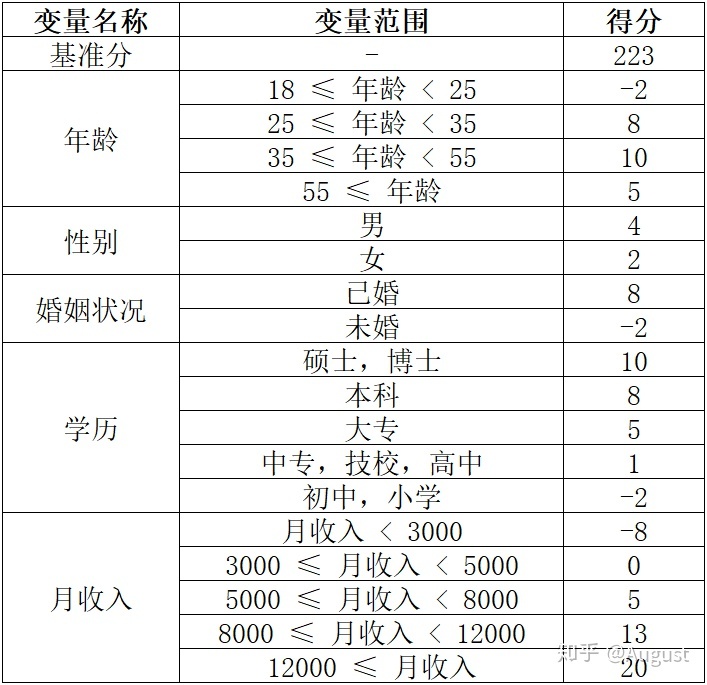 变量名称 变量范围 得分
基准分 - 223
年龄 18 ≤ 年龄 < 25 -2
25 ≤ 年龄 < 35 8
35 ≤ 年龄 < 55 10
55 ≤ 年龄 5
性别 男 4
女 2
婚姻状况 已婚 8
未婚 -2
学历 硕士，博士 10
本科 8
大专 5
中专，技校，高中 1
初中，小学 -2
月收入 月收入 < 3000 -8
3000 ≤ 月收入 < 5000 0
5000 ≤ 月收入 < 8000 5
8000 ≤ 月收入 < 12000 13
12000 ≤ 月收入 20
知乎 @August